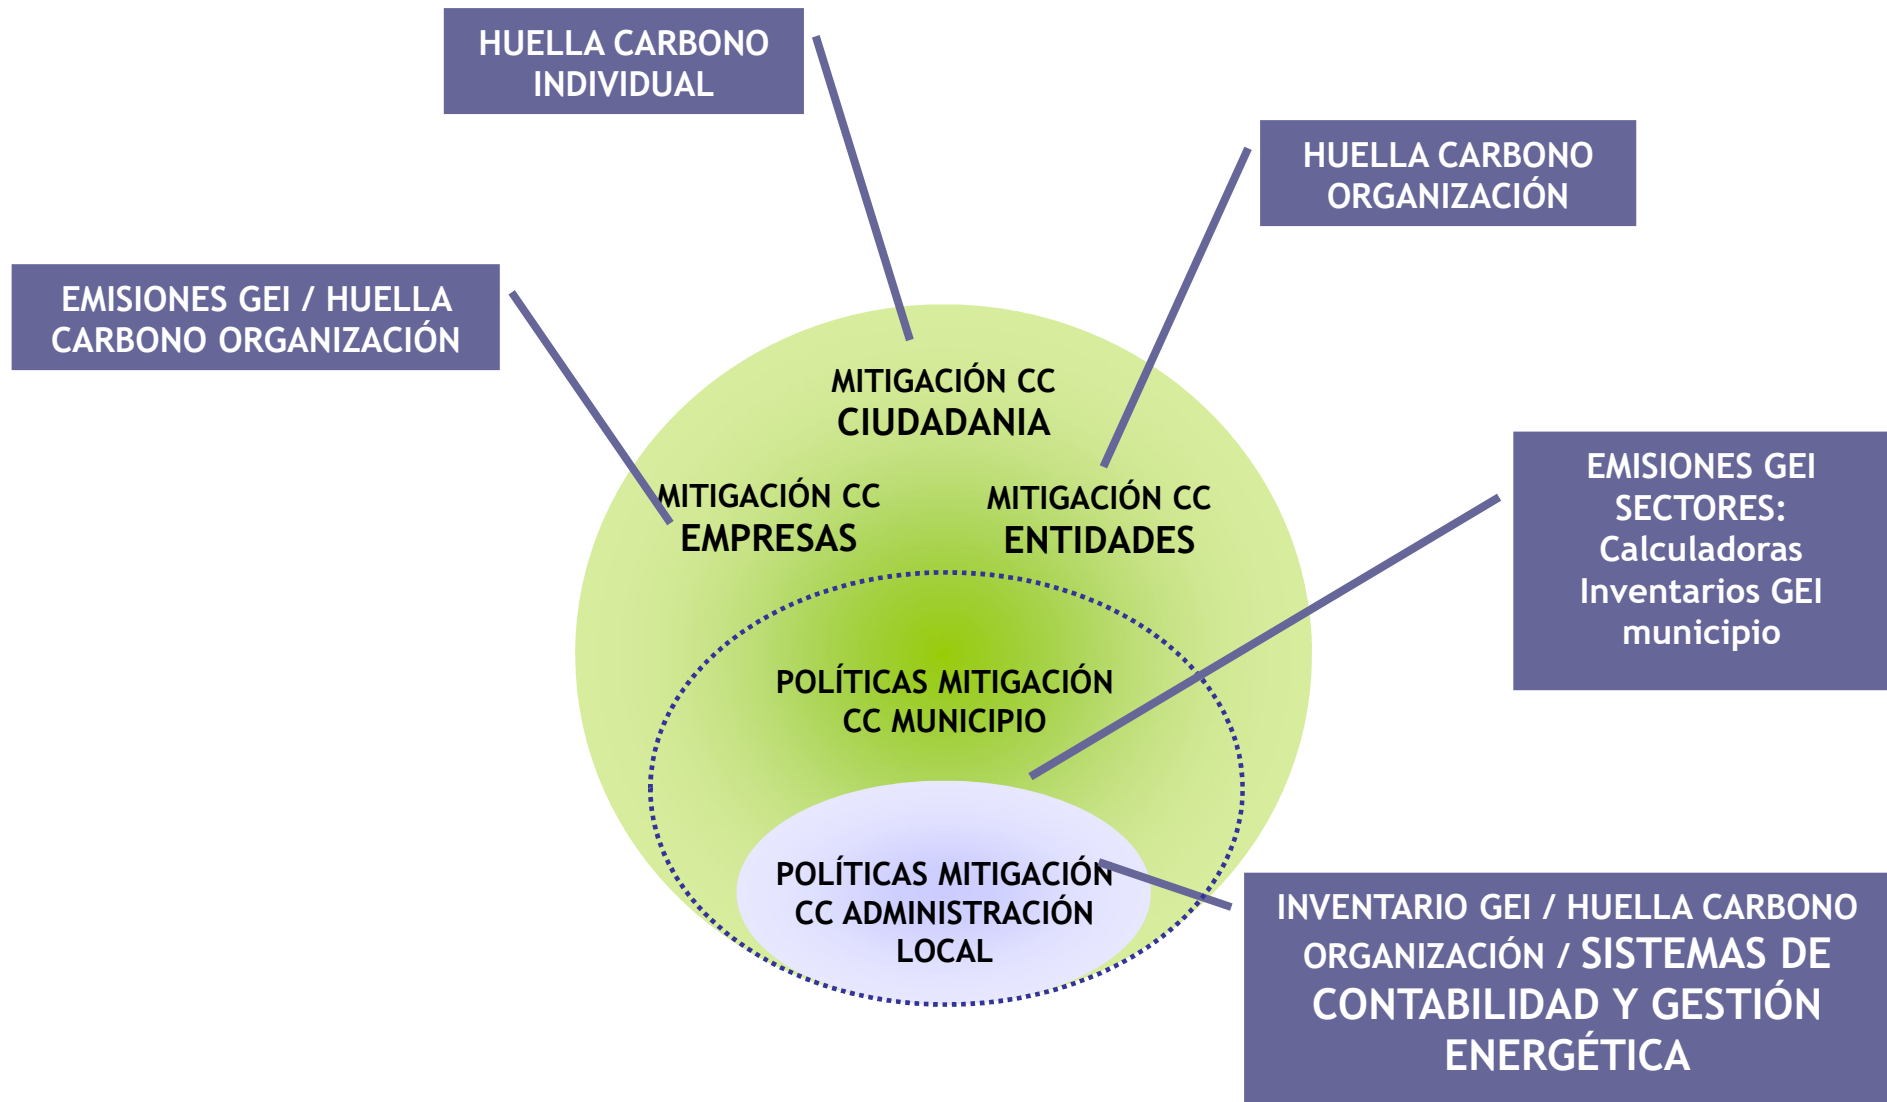 HUELLA CARBONO
INDIVIDUAL
HUELLA CARBONO
ORGANIZACIÓN
EMISIONES GEI / HUELLA
CARBONO ORGANIZACIÓN
MITIGACIÓN CC
CIUDADANIA
MITIGACIÓN CC
EMPRESAS
MITIGACIÓN CC
ENTIDADES
EMISIONES GEI
SECTORES:
Calculadoras
Inventarios GEI
municipio
POLÍTICAS MITIGACIÓN
CC MUNICIPIO
POLÍTICAS MITIGACIÓN
CC ADMINISTRACIÓN
LOCAL
INVENTARIO GEI / HUELLA CARBONO
ORGANIZACIÓN / SISTEMAS DE
CONTABILIDAD Y GESTIÓN
ENERGÉTICA